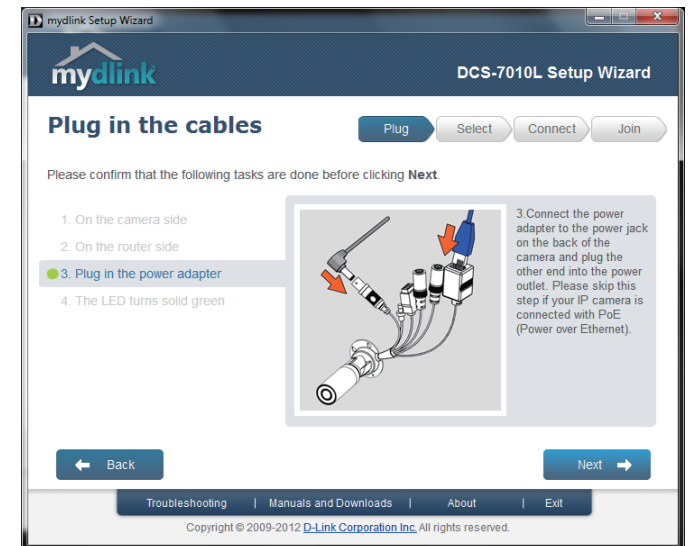 mydlink Setup Wizard
mydlink
DCS-7010L Setup Wizard
Plug in the cables
Plug
Select
Connect
Join
Please confirm that the following tasks are done before clicking Next.
1. On the camera side
2. On the router side
3. Plug in the power adapter
4. The LED turns solid green
3.Connect the power
adapter to the power jack
on the back of the
camera and plug the
other end into the power
outlet. Please skip this
step if your IP camera is
connected with PoE
(Power over Ethernet).
Back
Next
Troubleshooting | Manuals and Downloads | About | Exit
Copyright © 2009-2012 D-Link Corporation Inc. All rights reserved.